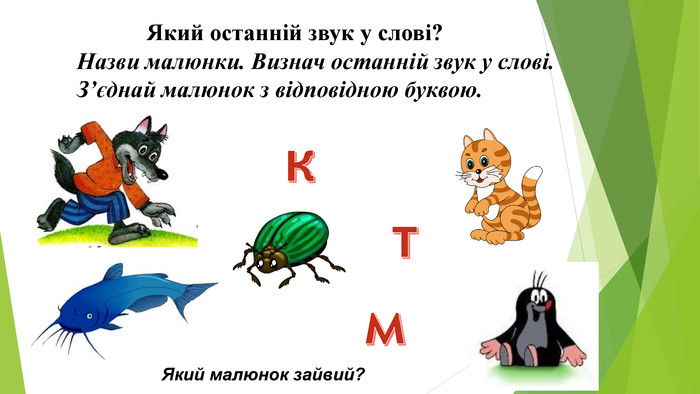 Який останній звук у слові?
Назви малюнки. Визнач останній звук у слові.
З’єднай малюнок з відповідною буквою.
К
Т
М
Який малюнок зайвий?